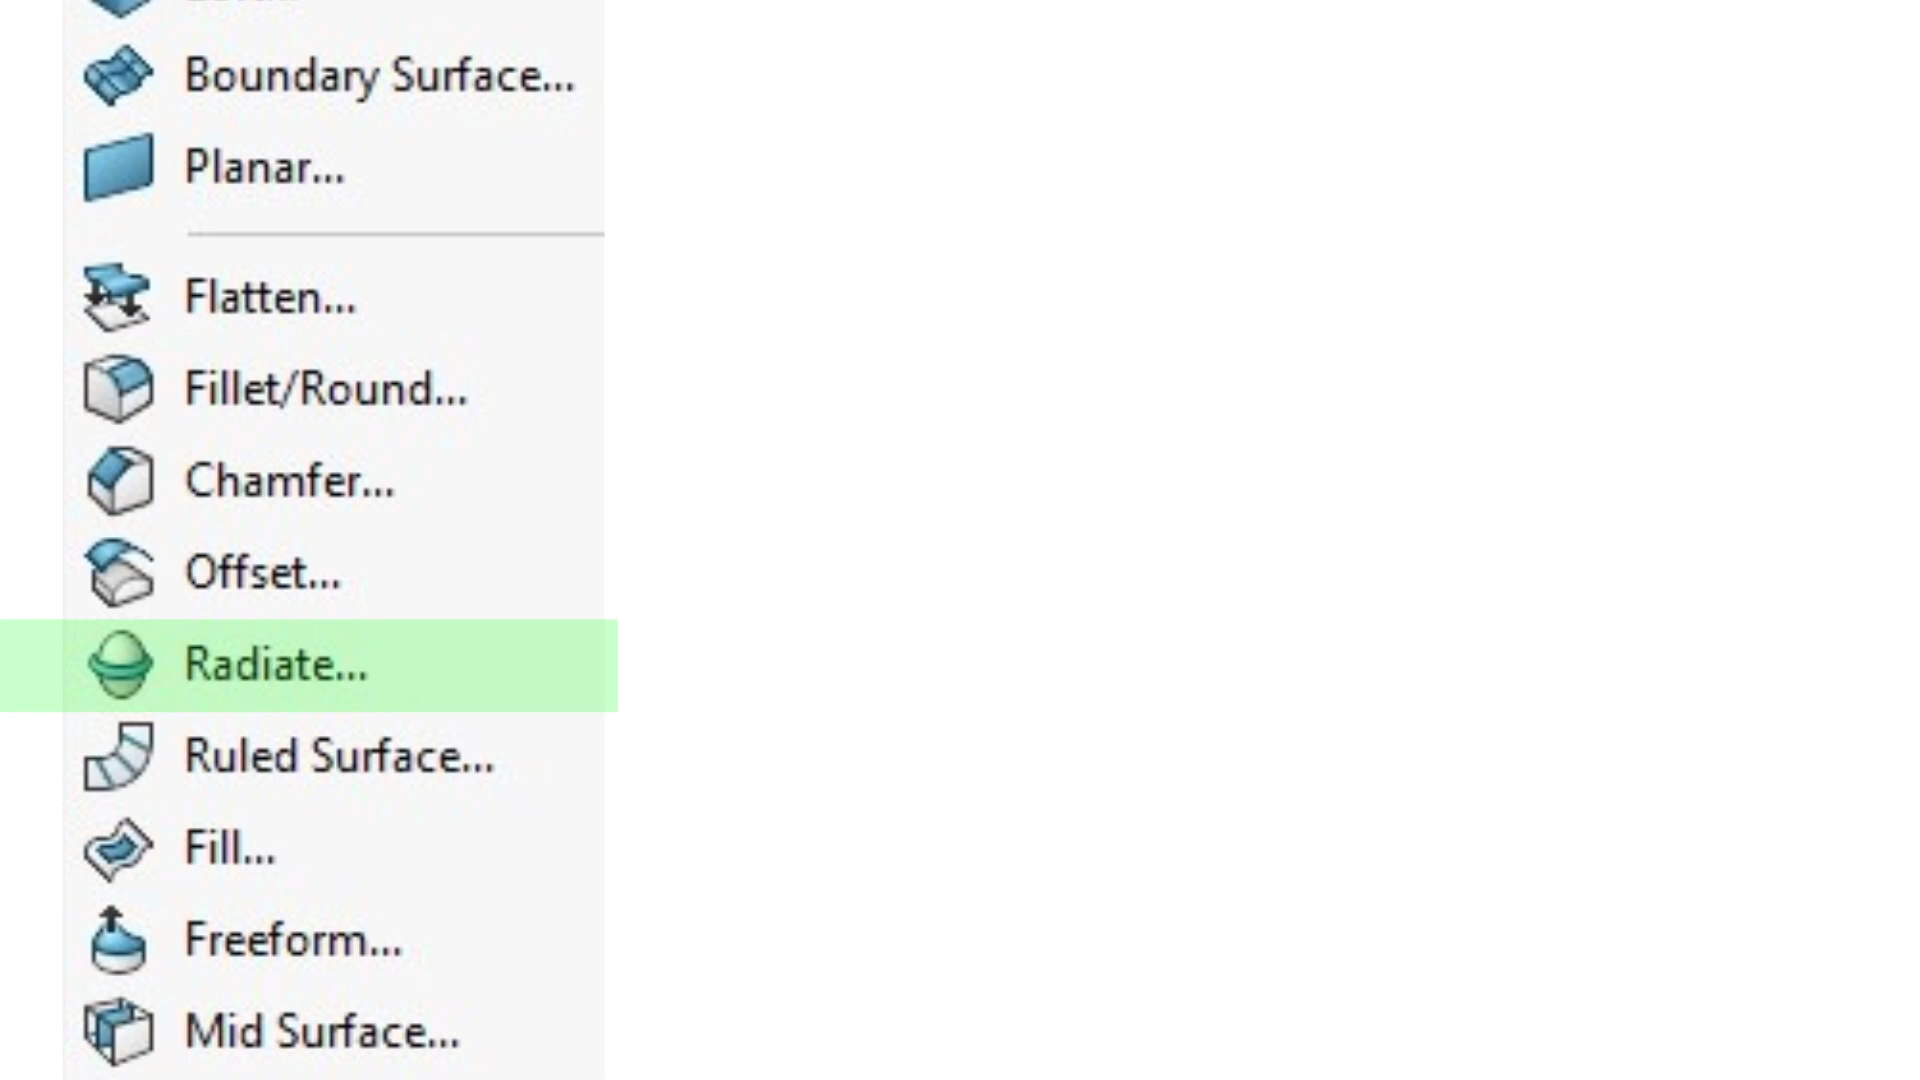 Boundary Surface...
Planar...
Flatten...
Fillet/Round...
Chamfer...
Offset...
Radiate...
Ruled Surface...
Fill...
Freeform...
Mid Surface...